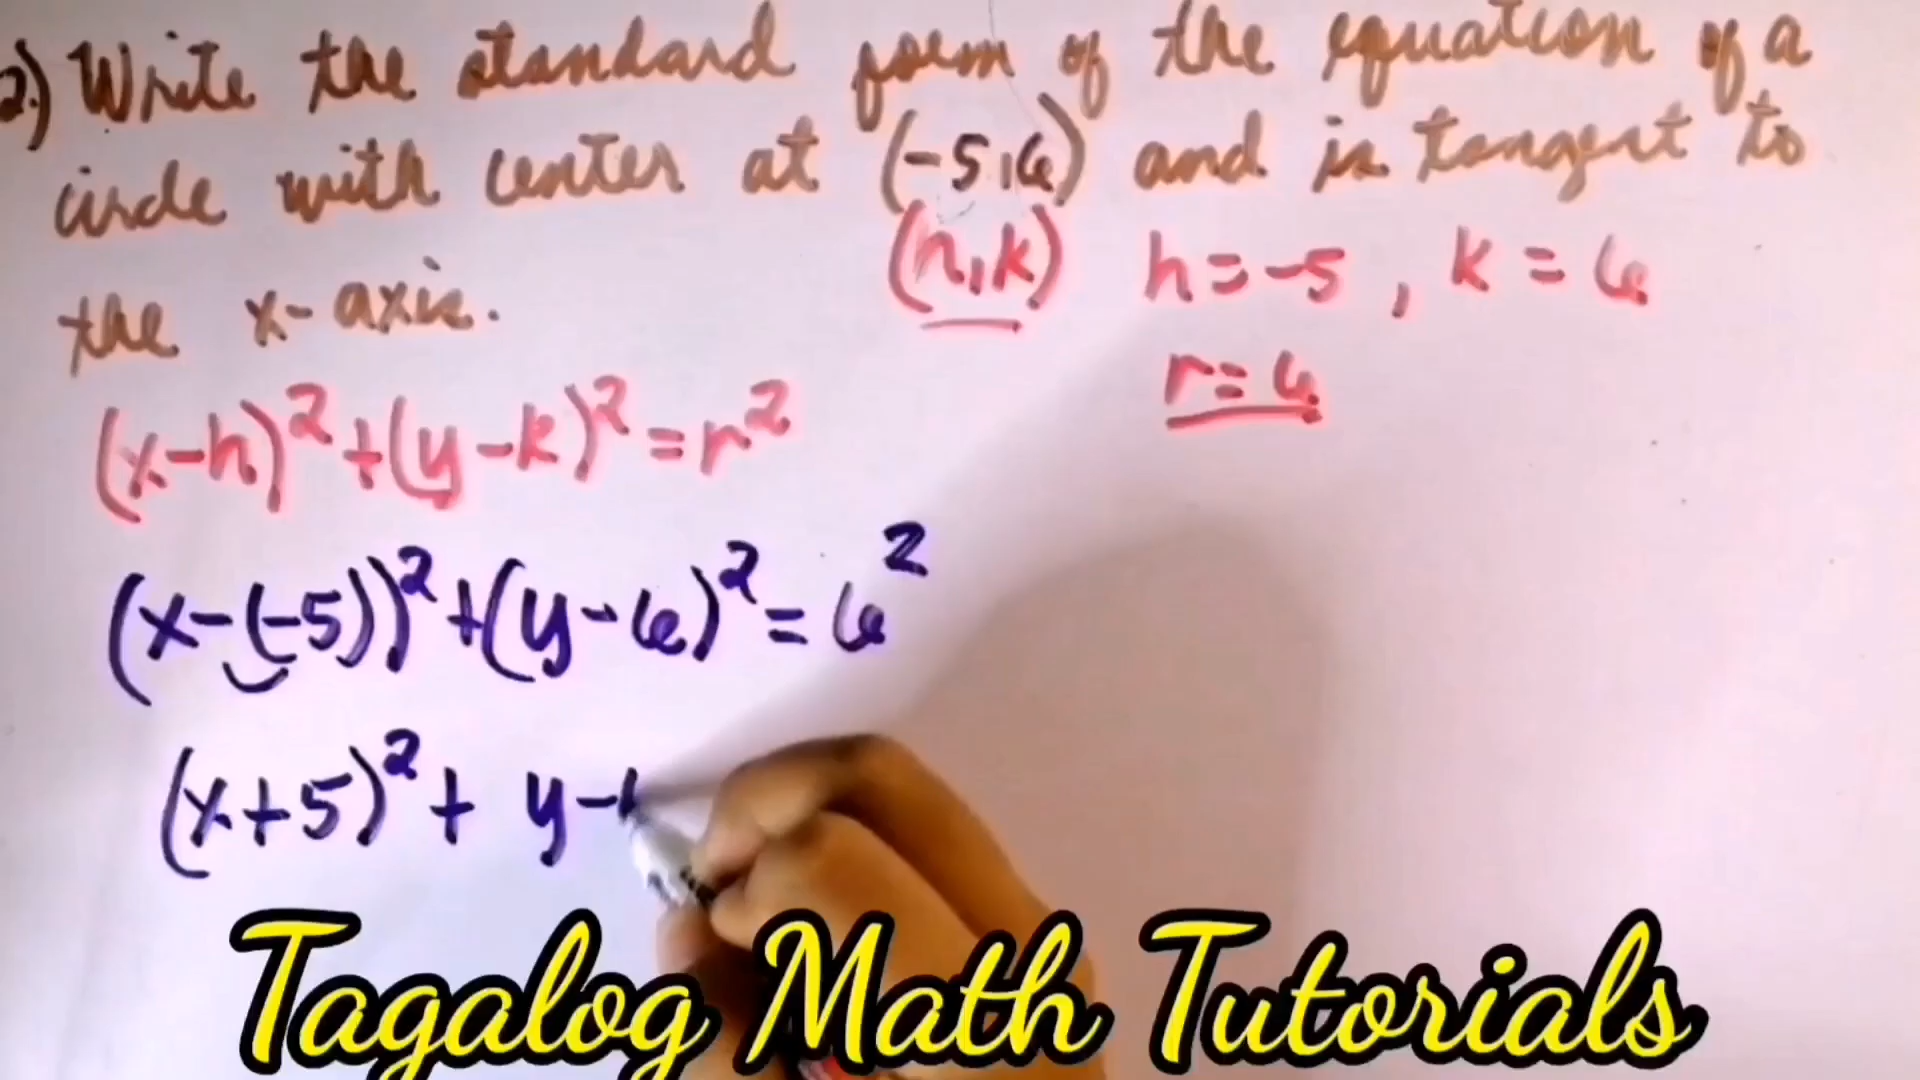 2.) Write the standard form of the equation of a
circle with center at (-5,6) and is tangent to
(h,k) h=-5, k=6
the x-axis.
r=6
(x-h)²+(y-k)²=r²
(x-(-5))²+(y-6)²=6²
(x+5)²+ y-
Tagalog Math Tutorials